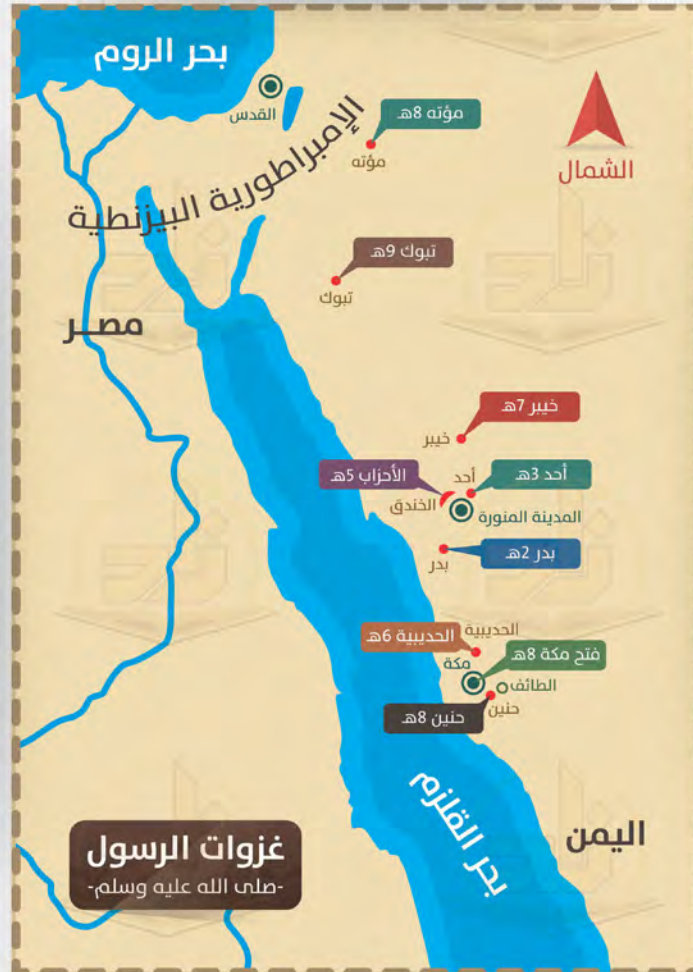 بحر الروم
القدس
الإمبراطورية البيزنطية
مؤته 8هـ
مؤته
الشمال
تبوك 9هـ
تبوك
مصـر
خيبر 7هـ
خيبر
أحد 3هـ
أحد
الأحزاب 5هـ
الخندق
المدينة المنورة
بدر 2هـ
بدر
الحديبية
الحديبية 6هـ
فتح مكة 8هـ
مكة
الطائف
حنين
حنين 8هـ
بحر القلزم
اليمن
غزوات الرسول
-صلى الله عليه وسلم-